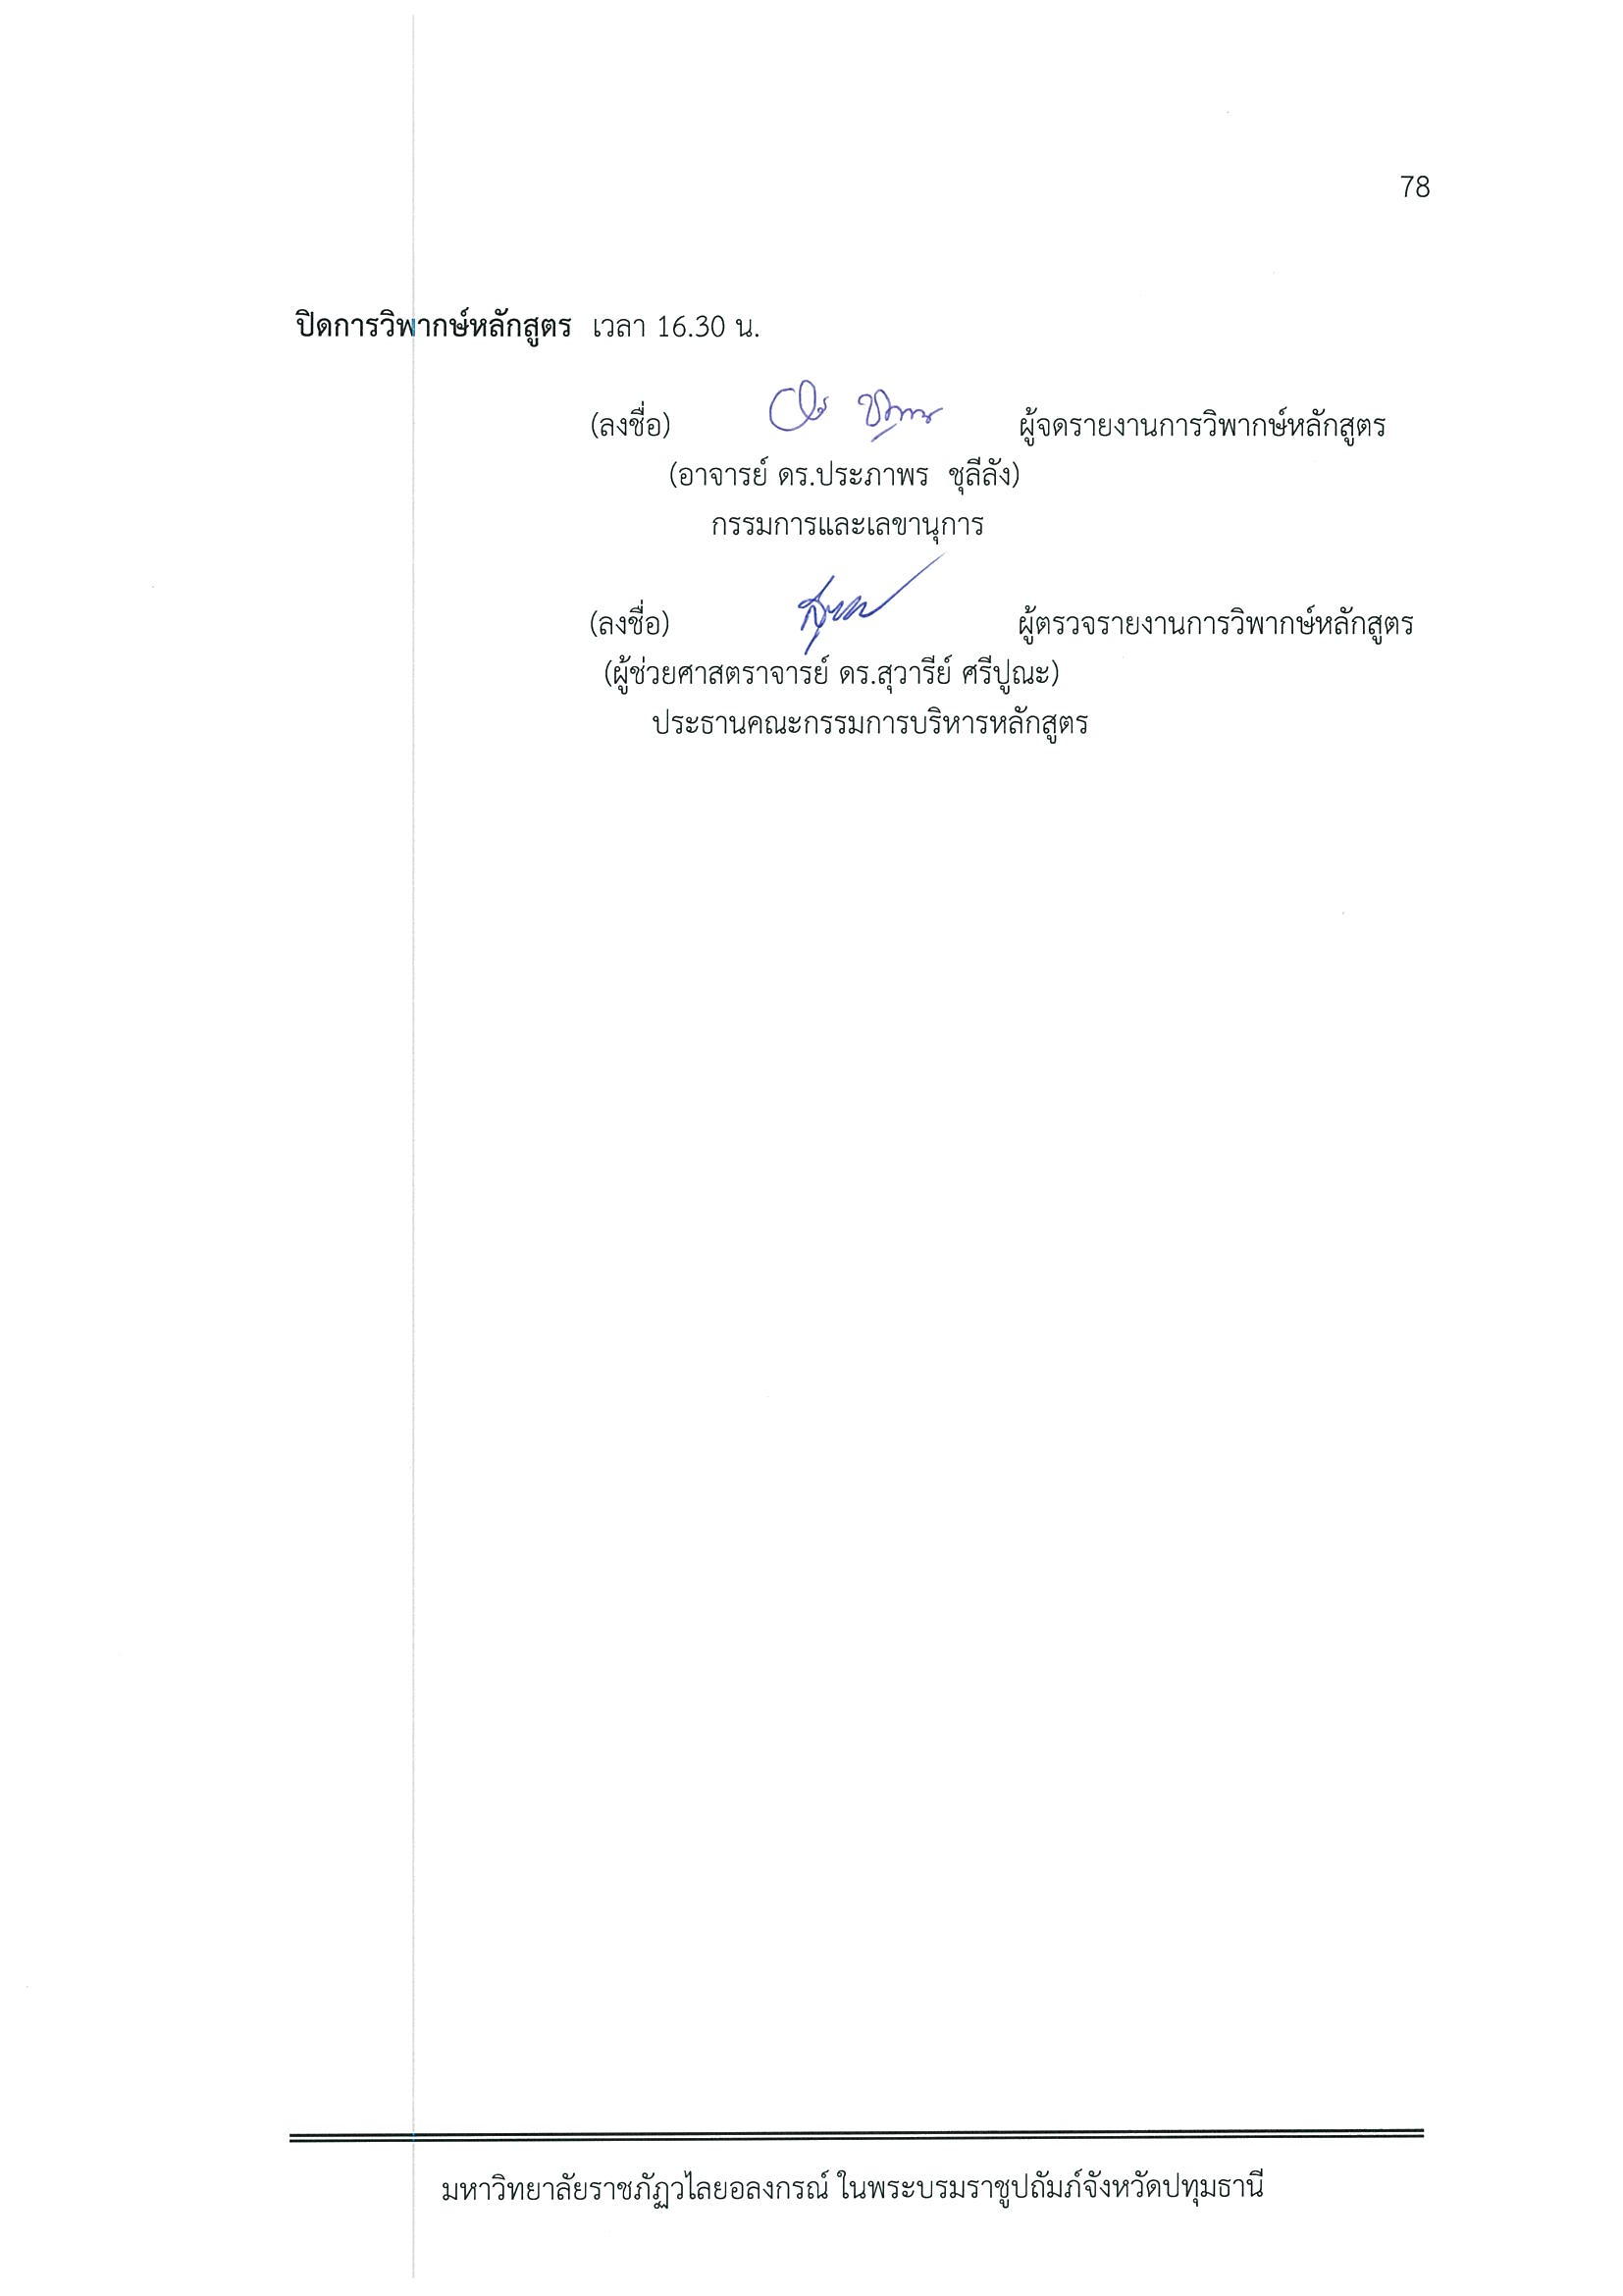 78
ปิดการวิพากษ์หลักสูตร เวลา 16.30 น.
(ลงชื่อ) ผู้จดรายงานการวิพากษ์หลักสูตร
(อาจารย์ ดร.ประภาพร ชุลีลัง)
กรรมการและเลขานุการ
(ลงชื่อ) ผู้ตรวจรายงานการวิพากษ์หลักสูตร
(ผู้ช่วยศาสตราจารย์ ดร.สุวารีย์ ศรีปูณะ)
ประธานคณะกรรมการบริหารหลักสูตร
มหาวิทยาลัยราชภัฏวไลยอลงกรณ์ ในพระบรมราชูปถัมภ์จังหวัดปทุมธานี